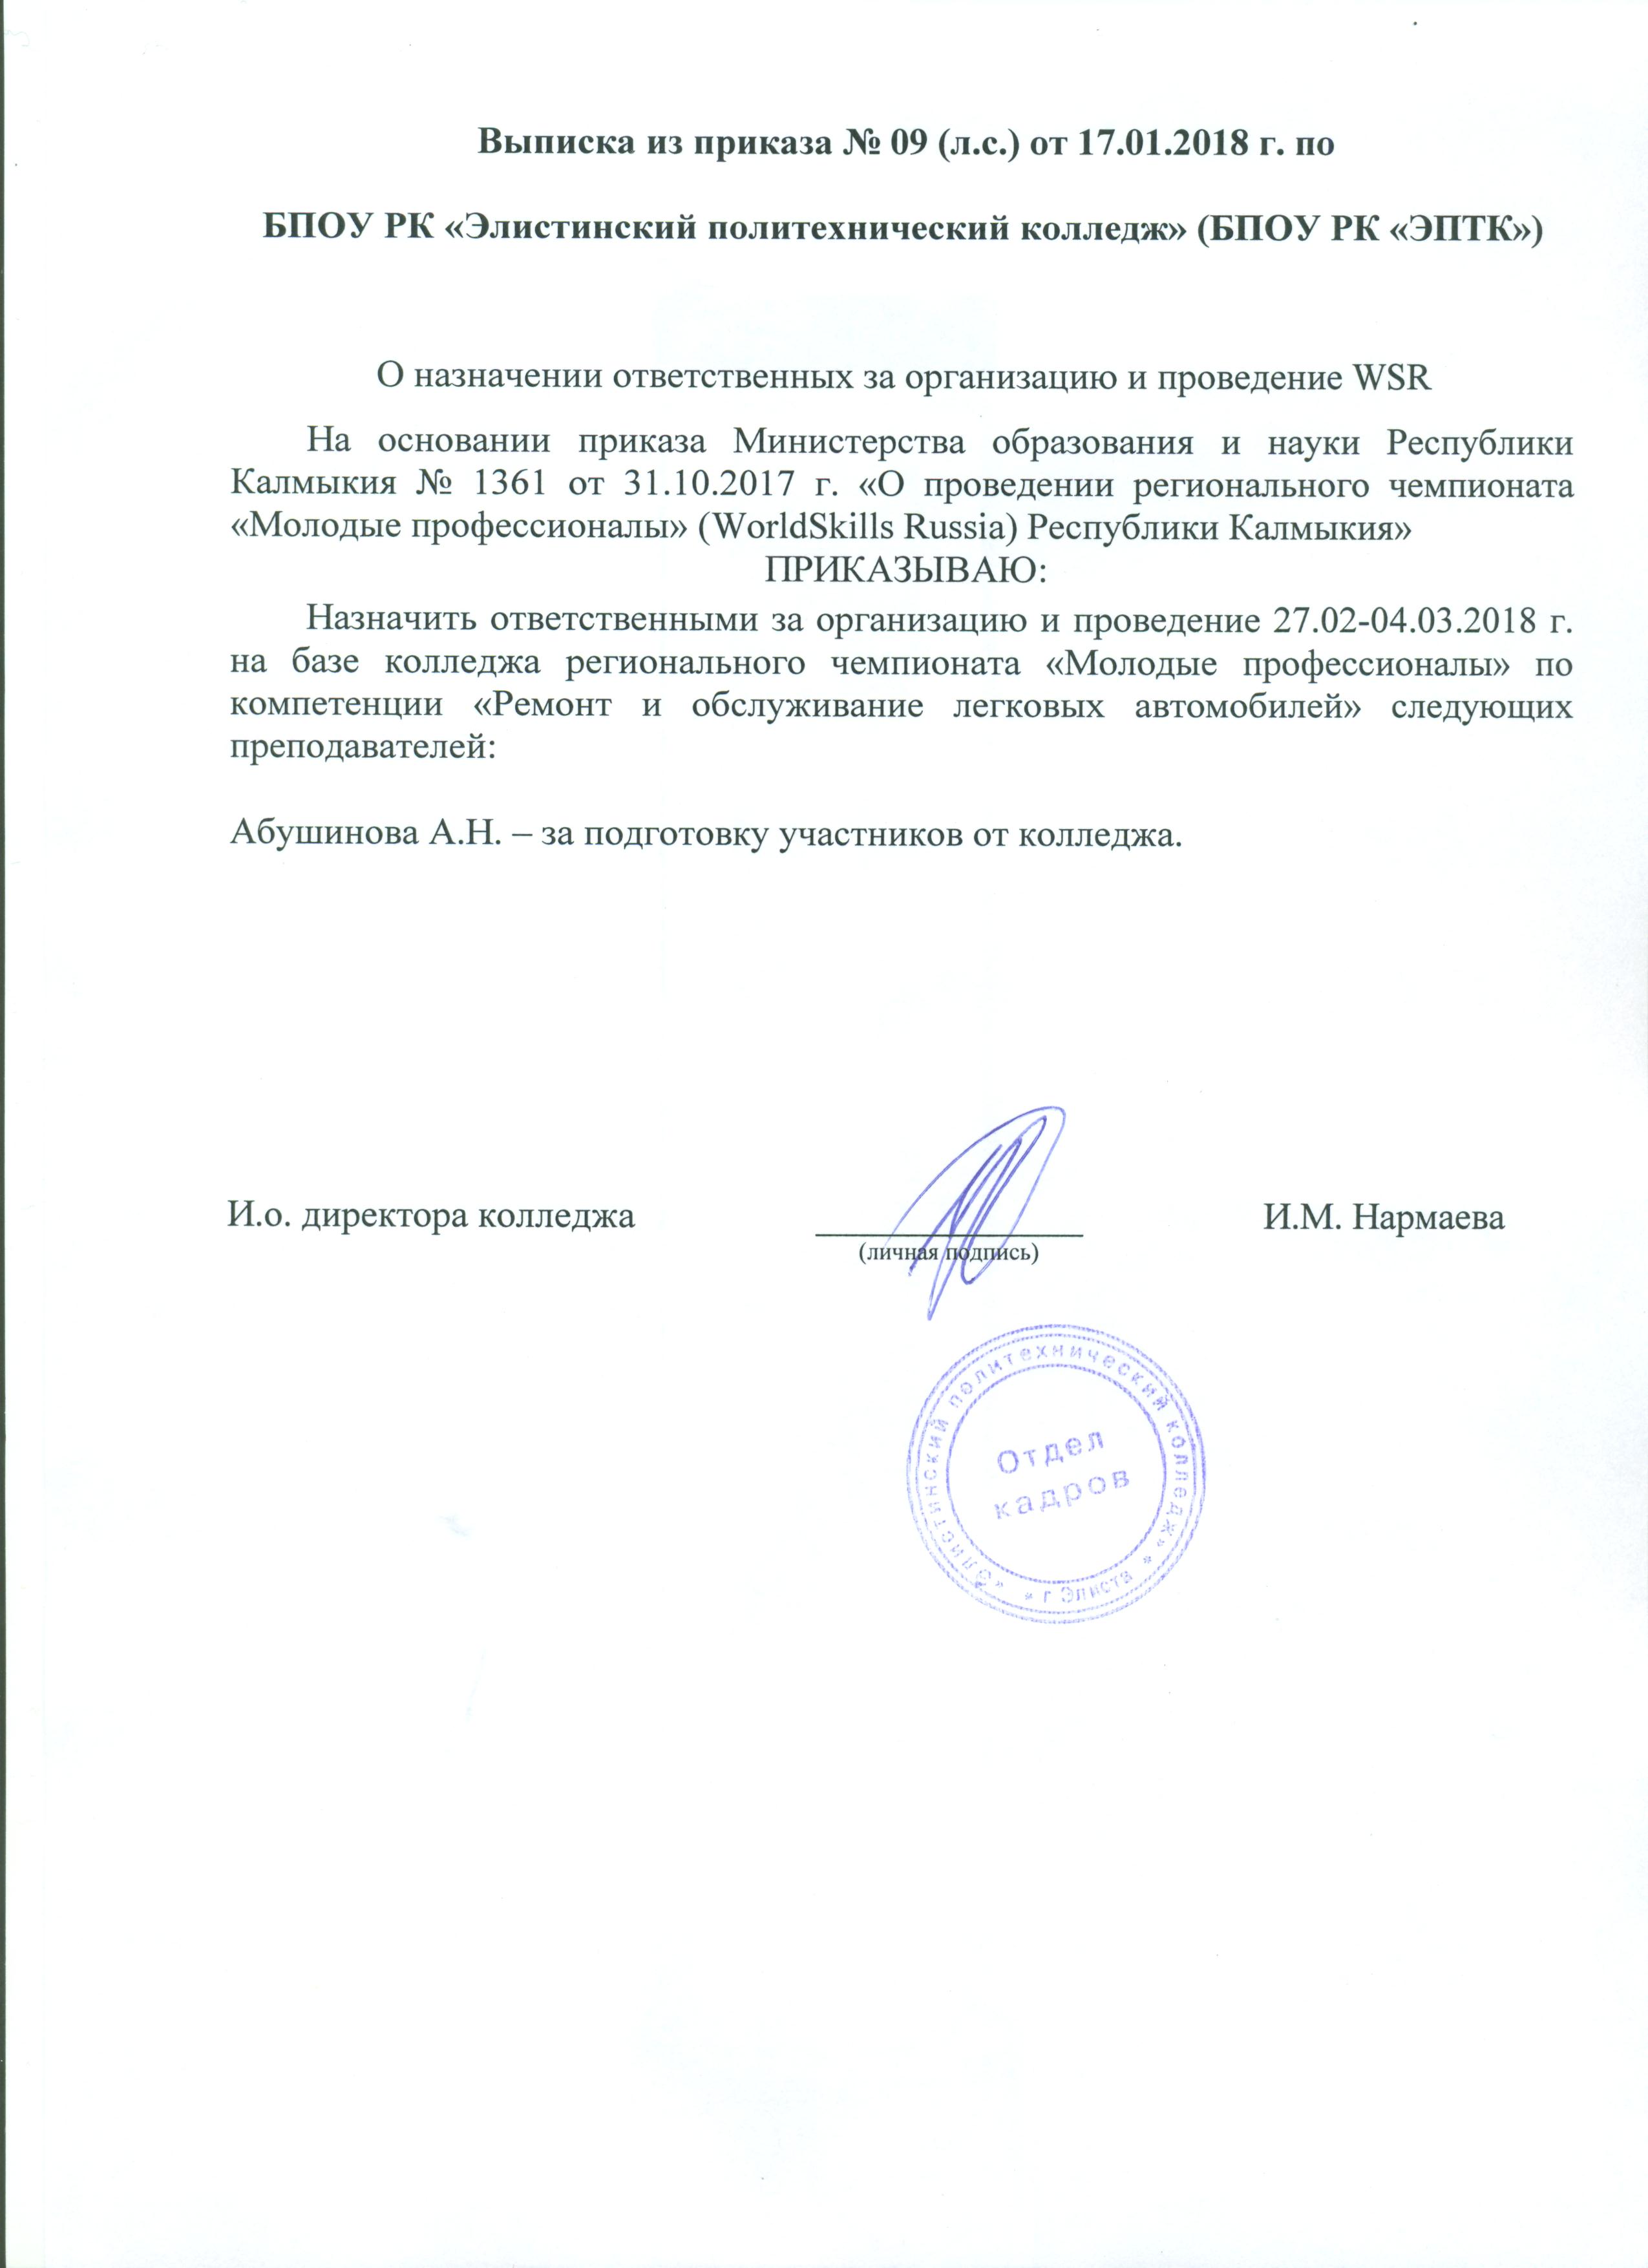 Выписка из приказа № 09 (л.с.) от 17.01.2018 г. по
БПОУ РК «Элистинский политехнический колледж» (БПОУ РК «ЭПТК»)
О назначении ответственных за организацию и проведение WSR
На основании приказа Министерства образования и науки Республики
Калмыкия № 1361 от 31.10.2017 г. «О проведении регионального чемпионата
«Молодые профессионалы» (WorldSkills Russia) Республики Калмыкия»
ПРИКАЗЫВАЮ:
Назначить ответственными за организацию и проведение 27.02-04.03.2018 г.
на базе колледжа регионального чемпионата «Молодые профессионалы» по
компетенции «Ремонт и обслуживание легковых автомобилей» следующих
преподавателей:
Абушинова А.Н. – за подготовку участников от колледжа.
И.о. директора колледжа
(личная подпись)
И.М. Нармаева
«Элистинский политехнический колледж»
* г Элиста *
Отдел
кадров